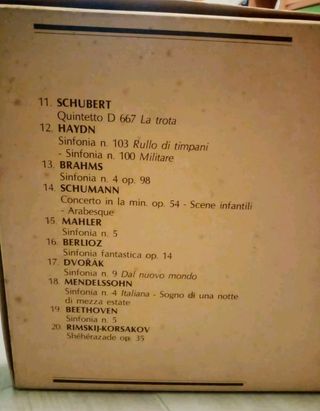 11. SCHUBERT
Quintetto D 667 La trota
12. HAYDN
Sinfonia n. 103 Rullo di timpani
- Sinfonia n. 100 Militare
13. BRAHMS
Sinfonia n. 4 op. 98
14. SCHUMANN
Concerto in la min. op. 54 - Scene infantili
- Arabesque
15. MAHLER
Sinfonia n. 5
16. BERLIOZ
Sinfonia fantastica op. 14
17. DVOŘAK
Sinfonia n. 9 Dal nuovo mondo
18. MENDELSSOHN
Sinfonia n. 4 Italiana - Sogno di una notte
di mezza estate
19. BEETHOVEN
Sinfonia n. 5
20. RIMSKIJ-KORSAKOV
Shéhérazade op. 35